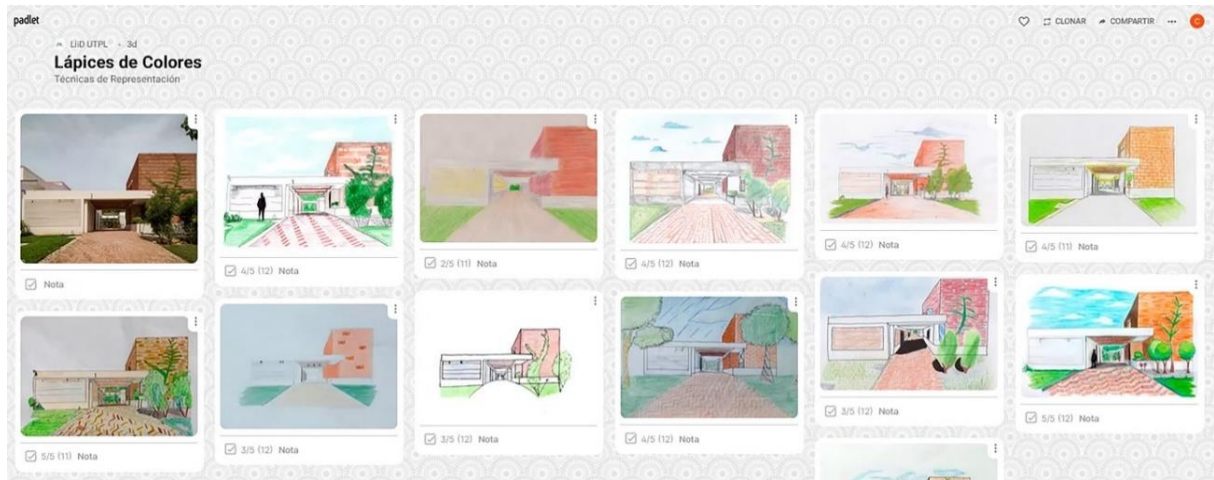 padlet
CLONAR COMPARTIR ... C
LIID UTPL • 3d
Lápices de Colores
Técnicas de Representación
Nota
4/5 (12) Nota
2/5 (11) Nota
4/5 (12) Nota
4/5 (12) Nota
4/5 (11) Nota
5/5 (11) Nota
3/5 (12) Nota
3/5 (12) Nota
4/5 (12) Nota
3/5 (12) Nota
5/5 (12) Nota